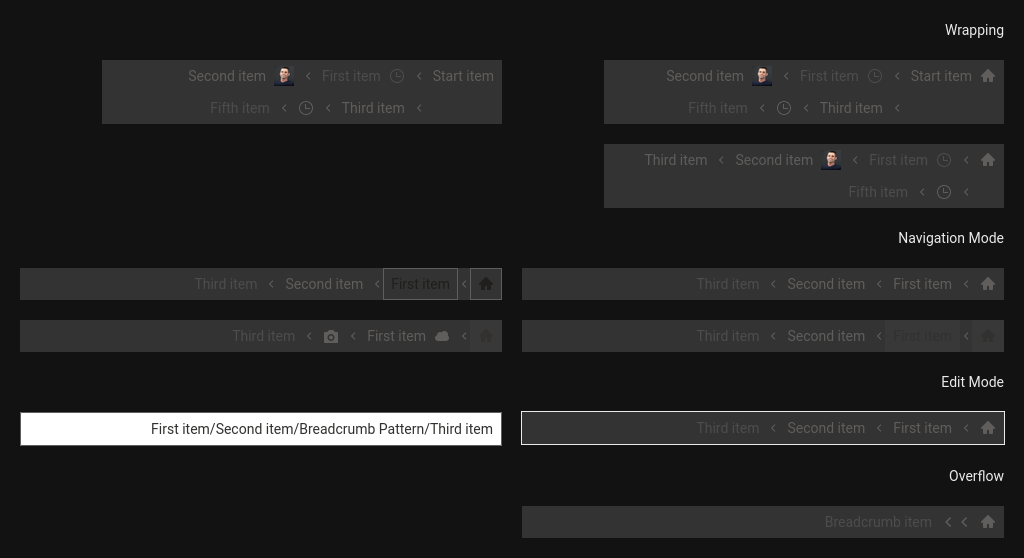 Wrapping
Second item First item Start item
Fifth item Third item
Second item First item Start item
Fifth item Third item
Third item Second item First item
Fifth item
Navigation Mode
Third item Second item First item
Third item Second item First item
Third item First item
Third item Second item First item
Edit Mode
First item/Second item/Breadcrumb Pattern/Third item
Third item Second item First item
Overflow
Breadcrumb item